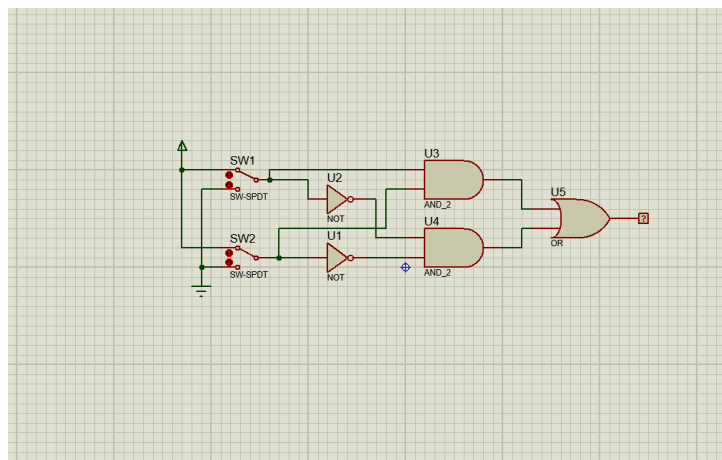 SW1
SW-SPDT
U2
NOT
U3
AND_2
U5
OR
?
SW2
SW-SPDT
U1
NOT
U4
AND_2